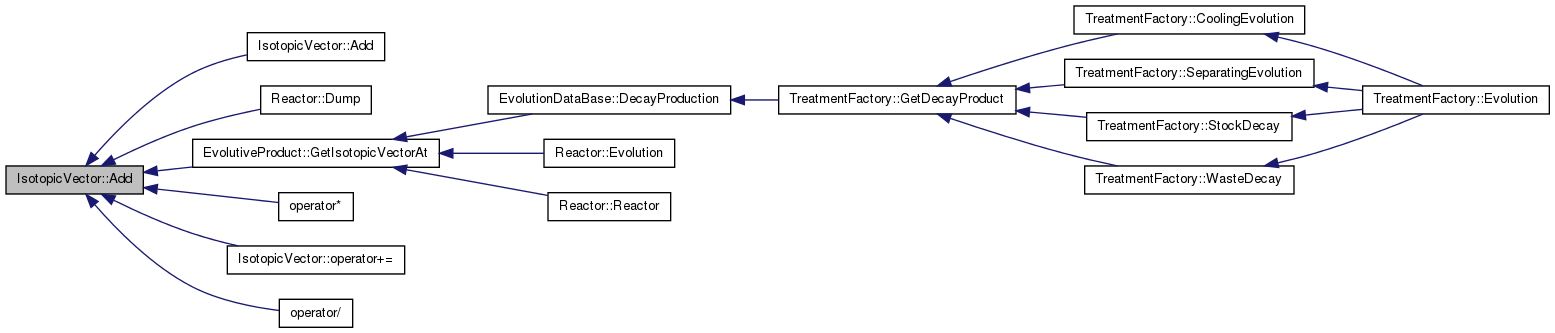 TreatmentFactory::CoolingEvolution
IsotopicVector::Add
TreatmentFactory::SeparatingEvolution
Reactor::Dump
EvolutionDataBase::DecayProduction
TreatmentFactory::GetDecayProduct
TreatmentFactory::Evolution
TreatmentFactory::StockDecay
EvolutiveProduct::GetIsotopicVectorAt
Reactor::Evolution
IsotopicVector::Add
TreatmentFactory::WasteDecay
operator*
Reactor::Reactor
IsotopicVector::operator+=
operator/